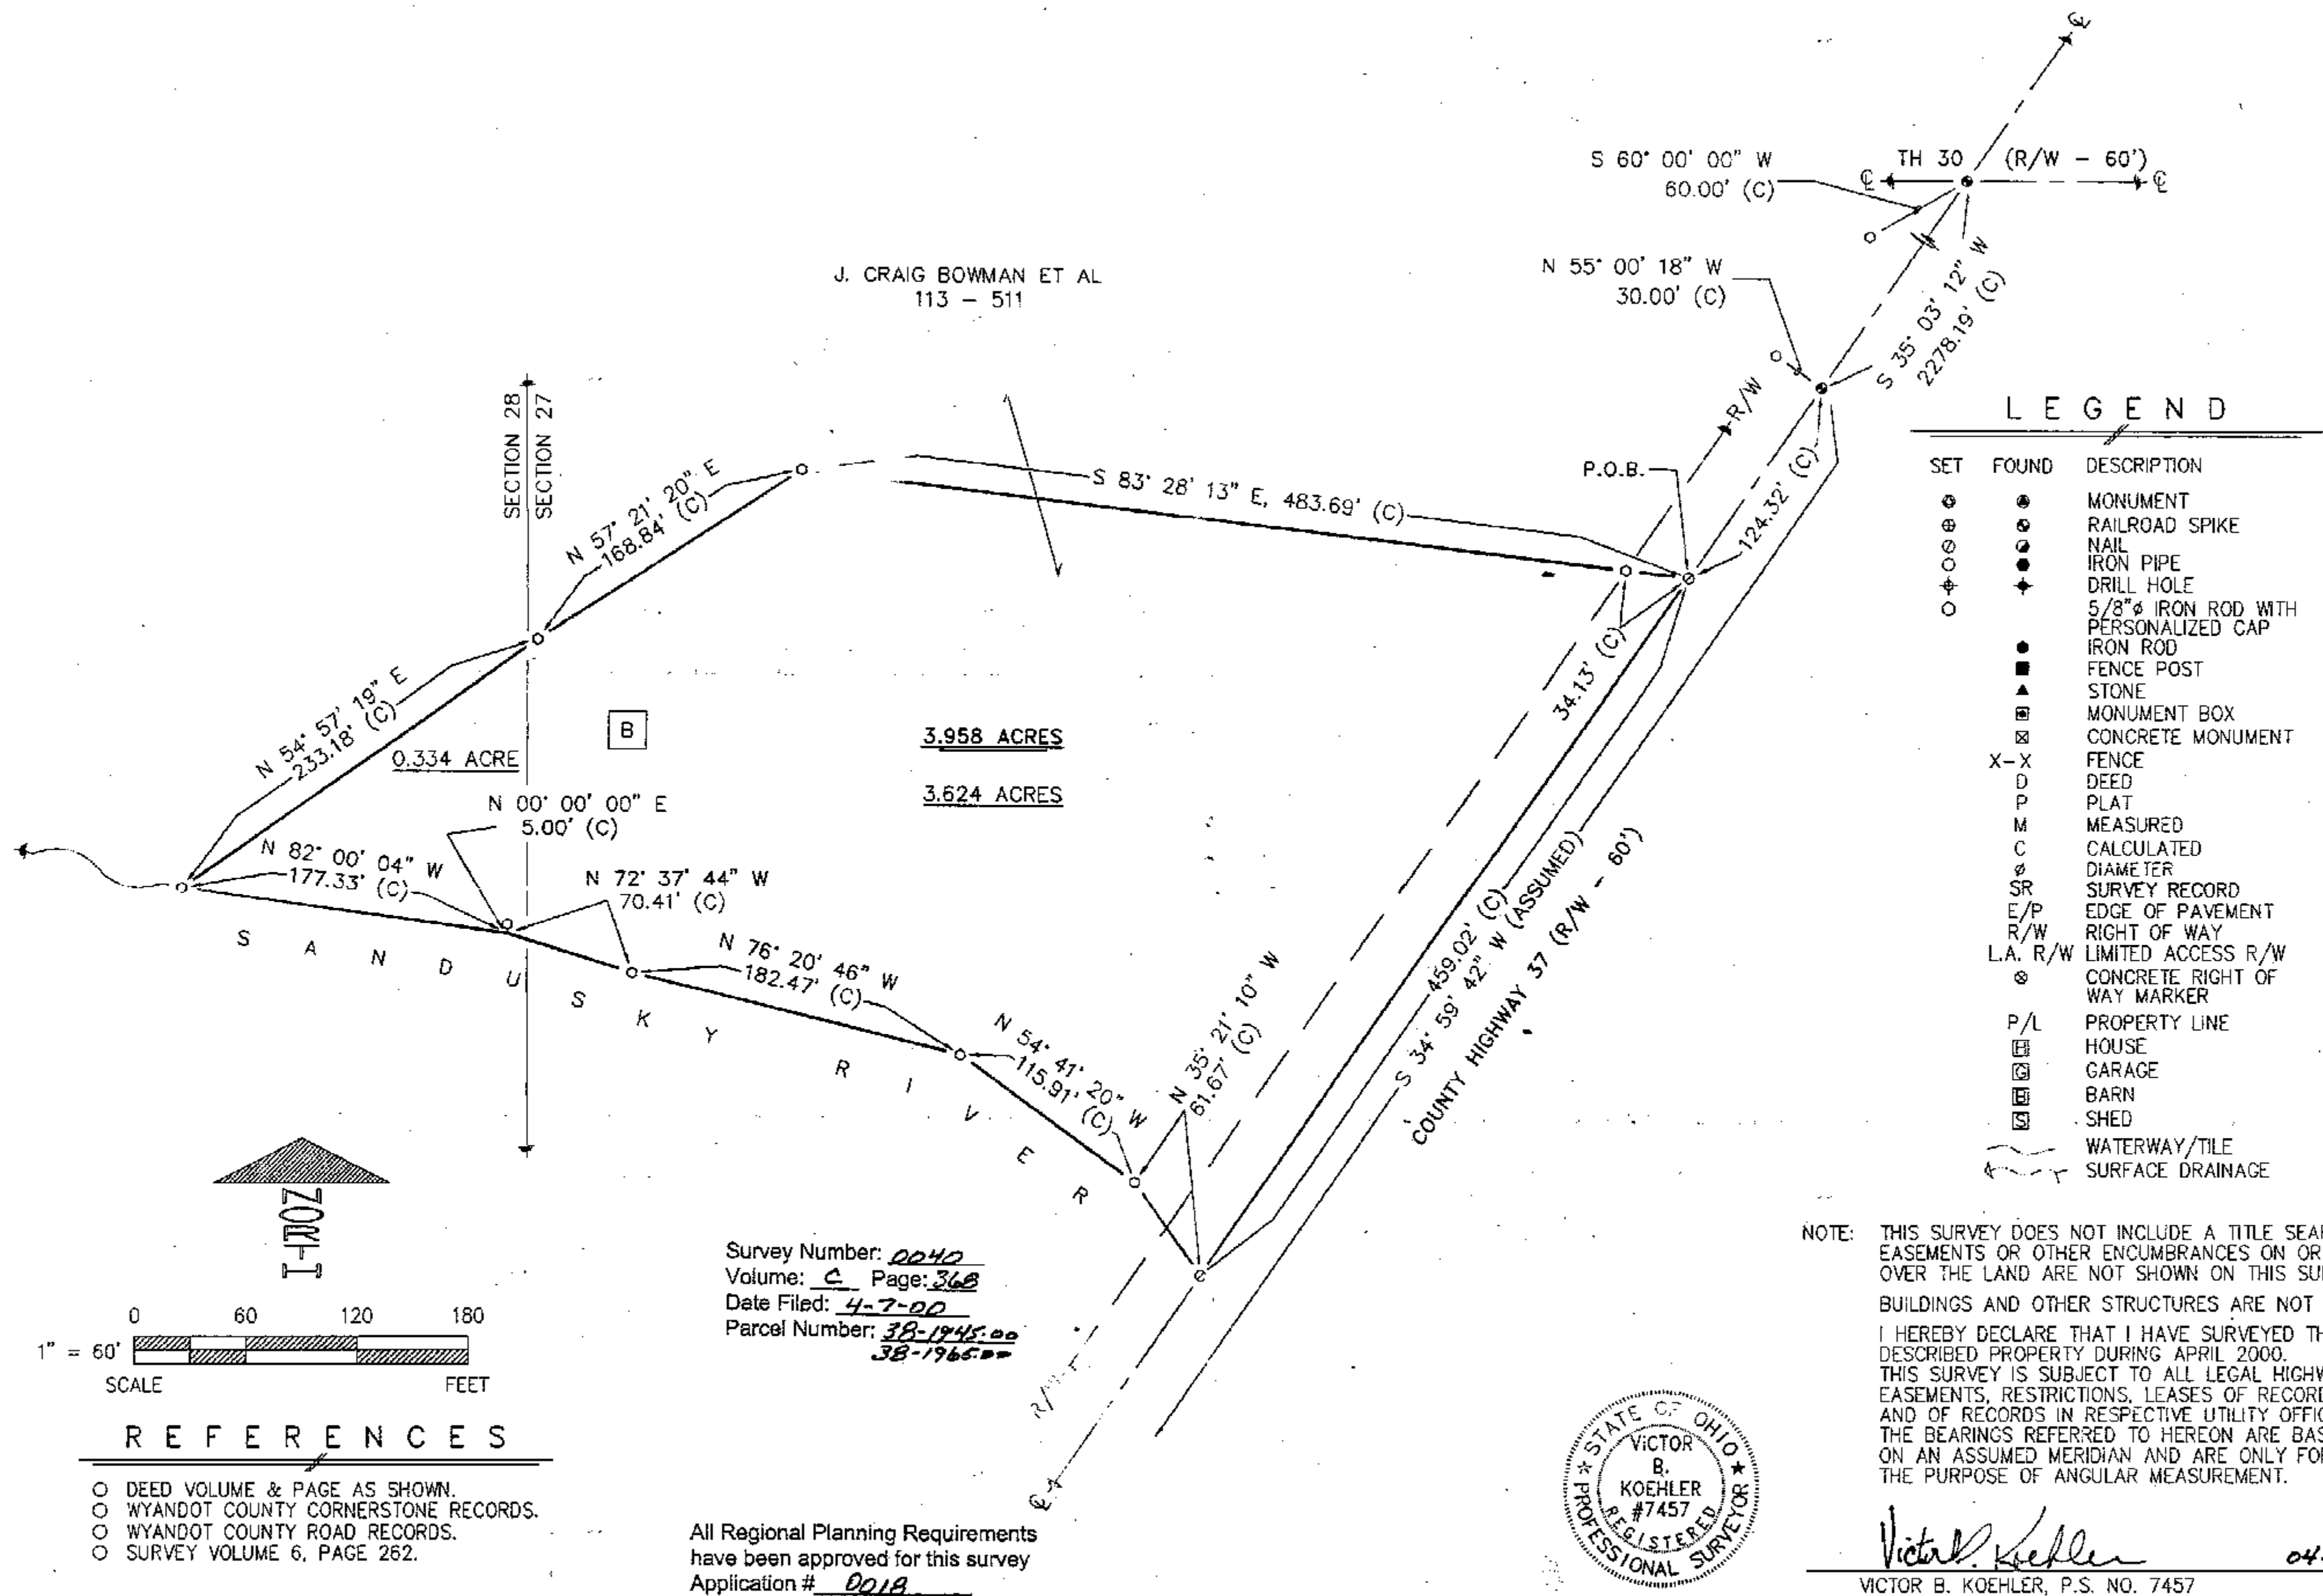 S 60° 00' 00" W
60.00' (C)
TH 30 (R/W - 60')
N 55° 00' 18" W
30.00' (C)
S 35° 03' 12" W
2278.19' (C)
J. CRAIG BOWMAN ET AL
113 - 511
R/W
P.O.B.
124.32' (C)
SECTION 28
SECTION 27
N 57° 21' 20" E
168.84' (C)
S 83° 28' 13" E, 483.69' (C)
34.13' (C)
N 54° 57' 19" E
233.18' (C)
0.334 ACRE
B
3.958 ACRES
3.624 ACRES
N 00° 00' 00" E
5.00' (C)
N 82° 00' 04" W
177.33' (C)
N 72° 37' 44" W
70.41' (C)
N 76° 20' 46" W
182.47' (C)
N 54° 41' 20" W
115.91' (C)
N 35° 21' 10" W
61.67' (C)
459.02' (C)
S 34° 59' 42" W (ASSUMED)
COUNTY HIGHWAY 37 (R/W - 60')
SANDUSKY RIVER
R/W
LEGEND
SET FOUND DESCRIPTION
MONUMENT
RAILROAD SPIKE
NAIL
IRON PIPE
DRILL HOLE
5/8"ø IRON ROD WITH
PERSONALIZED CAP
IRON ROD
FENCE POST
STONE
MONUMENT BOX
CONCRETE MONUMENT
X-X FENCE
D DEED
P PLAT
M MEASURED
C CALCULATED
ø DIAMETER
SR SURVEY RECORD
E/P EDGE OF PAVEMENT
R/W RIGHT OF WAY
L.A. R/W LIMITED ACCESS R/W
CONCRETE RIGHT OF
WAY MARKER
P/L PROPERTY LINE
H HOUSE
G GARAGE
B BARN
S SHED
WATERWAY/TILE
SURFACE DRAINAGE
NORTH
0 60 120 180
1" = 60'
SCALE FEET
REFERENCES
DEED VOLUME & PAGE AS SHOWN.
WYANDOT COUNTY CORNERSTONE RECORDS.
WYANDOT COUNTY ROAD RECORDS.
SURVEY VOLUME 6, PAGE 262.
Survey Number: 0040
Volume: C Page: 368
Date Filed: 4-7-00
Parcel Number: 38-1945.00
38-1965.00
All Regional Planning Requirements
have been approved for this survey
Application # 0018
STATE OF OHIO
VICTOR
B.
KOEHLER
#7457
REGISTERED
PROFESSIONAL SURVEYOR
NOTE: THIS SURVEY DOES NOT INCLUDE A TITLE
EASEMENTS OR OTHER ENCUMBRANCES ON OR
OVER THE LAND ARE NOT SHOWN ON THIS
BUILDINGS AND OTHER STRUCTURES ARE NOT
I HEREBY DECLARE THAT I HAVE SURVEYED
DESCRIBED PROPERTY DURING APRIL 2000.
THIS SURVEY IS SUBJECT TO ALL LEGAL
EASEMENTS, RESTRICTIONS, LEASES OF RECORD
AND OF RECORDS IN RESPECTIVE UTILITY
THE BEARINGS REFERRED TO HEREON ARE
ON AN ASSUMED MERIDIAN AND ARE ONLY
THE PURPOSE OF ANGULAR MEASUREMENT.
Victor B. Koehler 04
VICTOR B. KOEHLER, P.S. NO. 7457